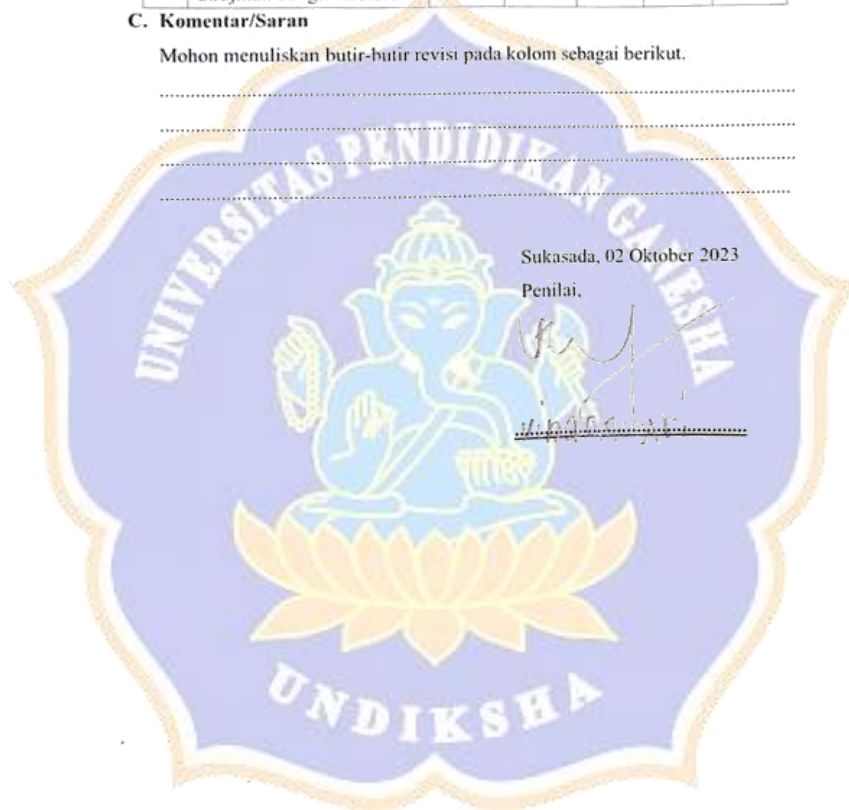 C. Komentar/Saran
Mohon menuliskan butir-butir revisi pada kolom sebagai berikut.
UNIVERSITAS PENDIDIKAN GANESHA
Sukasada, 02 Oktober 2023
Penilai,
UNDIKSHA